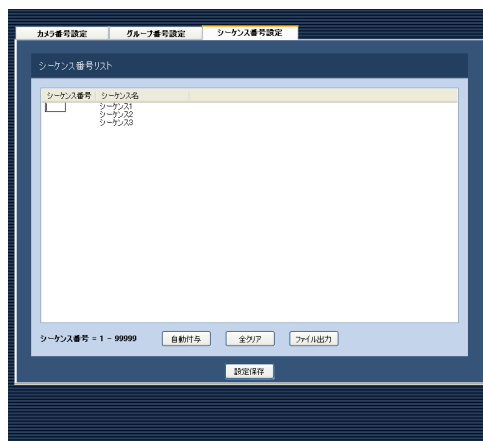 カメラ番号設定 グループ番号設定 シーケンス番号設定
シーケンス番号リスト
シーケンス番号 シーケンス名
シーケンス1
シーケンス2
シーケンス3
シーケンス番号 = 1 - 99999 自動付与 全クリア ファイル出力
設定保存